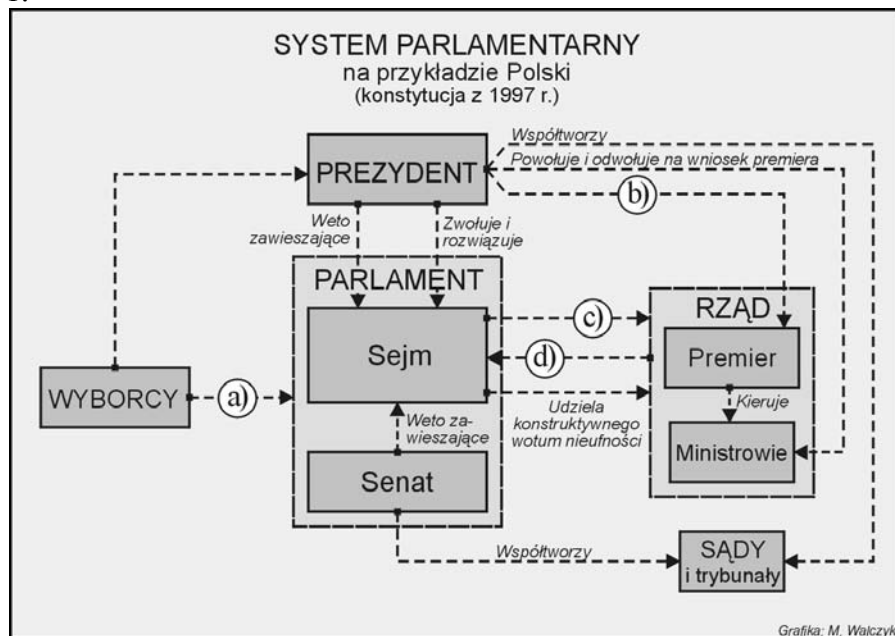 SYSTEM PARLAMENTARNY
na przykładzie Polski
(konstytucja z 1997 r.)
Współtworzy
PREZYDENT
Powołuje i odwołuje na wniosek premiera
b)
Weto
zawieszające
Zwołuje i
rozwiązuje
PARLAMENT
RZĄD
c)
Sejm
Premier
d)
WYBORCY
a)
Kieruje
Weto za-
wieszające
Udziela
konstruktywnego
wotum nieufności
Ministrowie
Senat
Współtworzy
SĄDY
i trybunały
Grafika: M. Walczyk